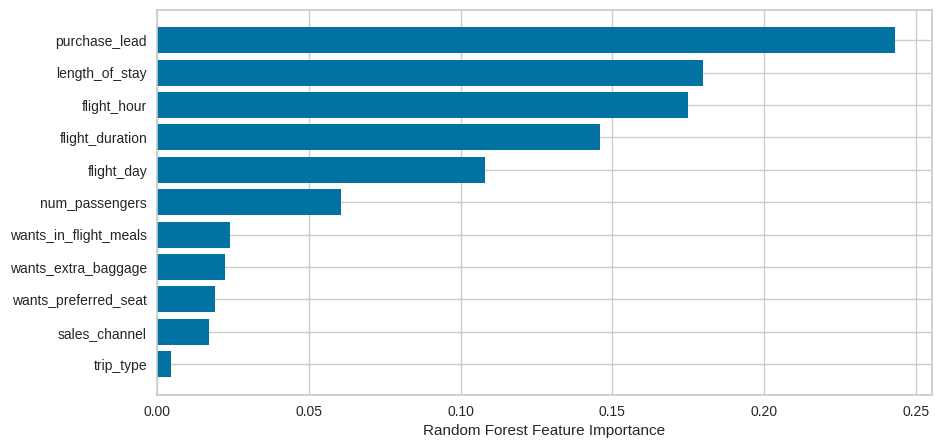 purchase_lead
length_of_stay
flight_hour
flight_duration
flight_day
num_passengers
wants_in_flight_meals
wants_extra_baggage
wants_preferred_seat
sales_channel
trip_type
0.00 0.05 0.10 0.15 0.20 0.25
Random Forest Feature Importance